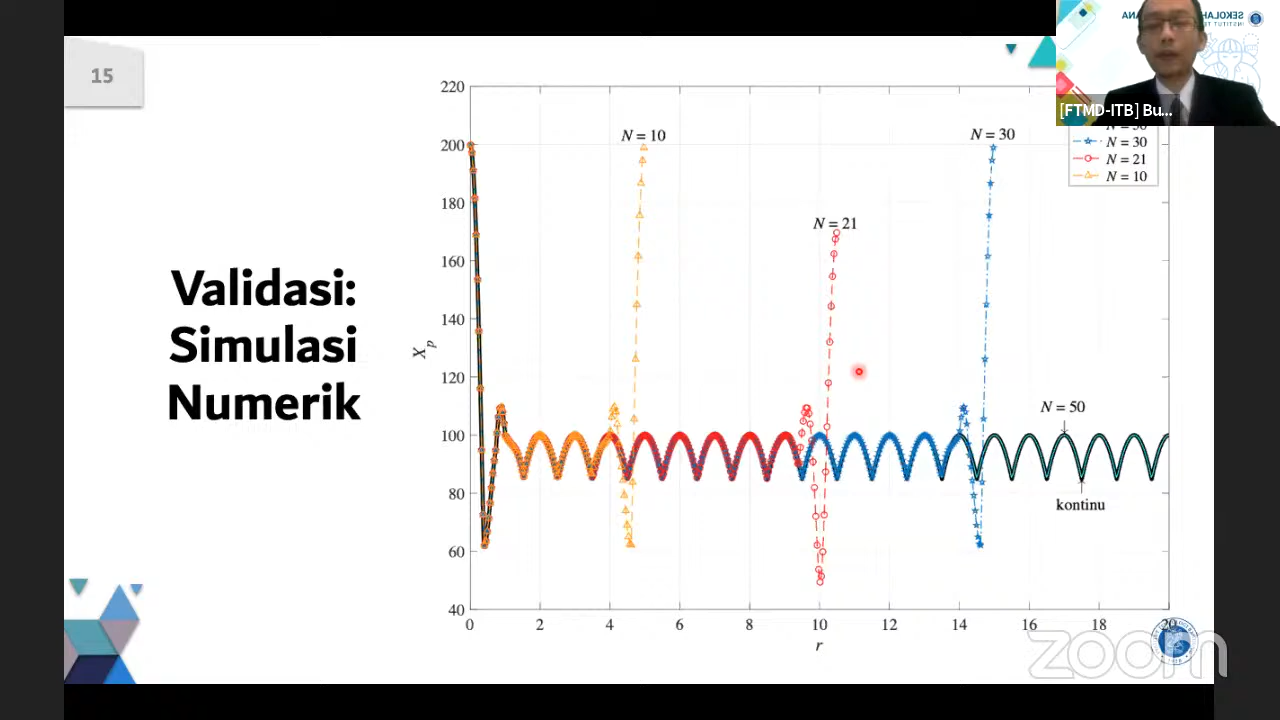 15
Validasi:
Simulasi
Numerik
220
200
180
160
140
120
100
80
60
40
X_p
0 2 4 6 8 10 12 14 16 18 20
r
N = 10
N = 21
N = 30
N = 50
kontinu
N = 30
N = 21
N = 10
[FTMD-ITB] Bu...
zoom